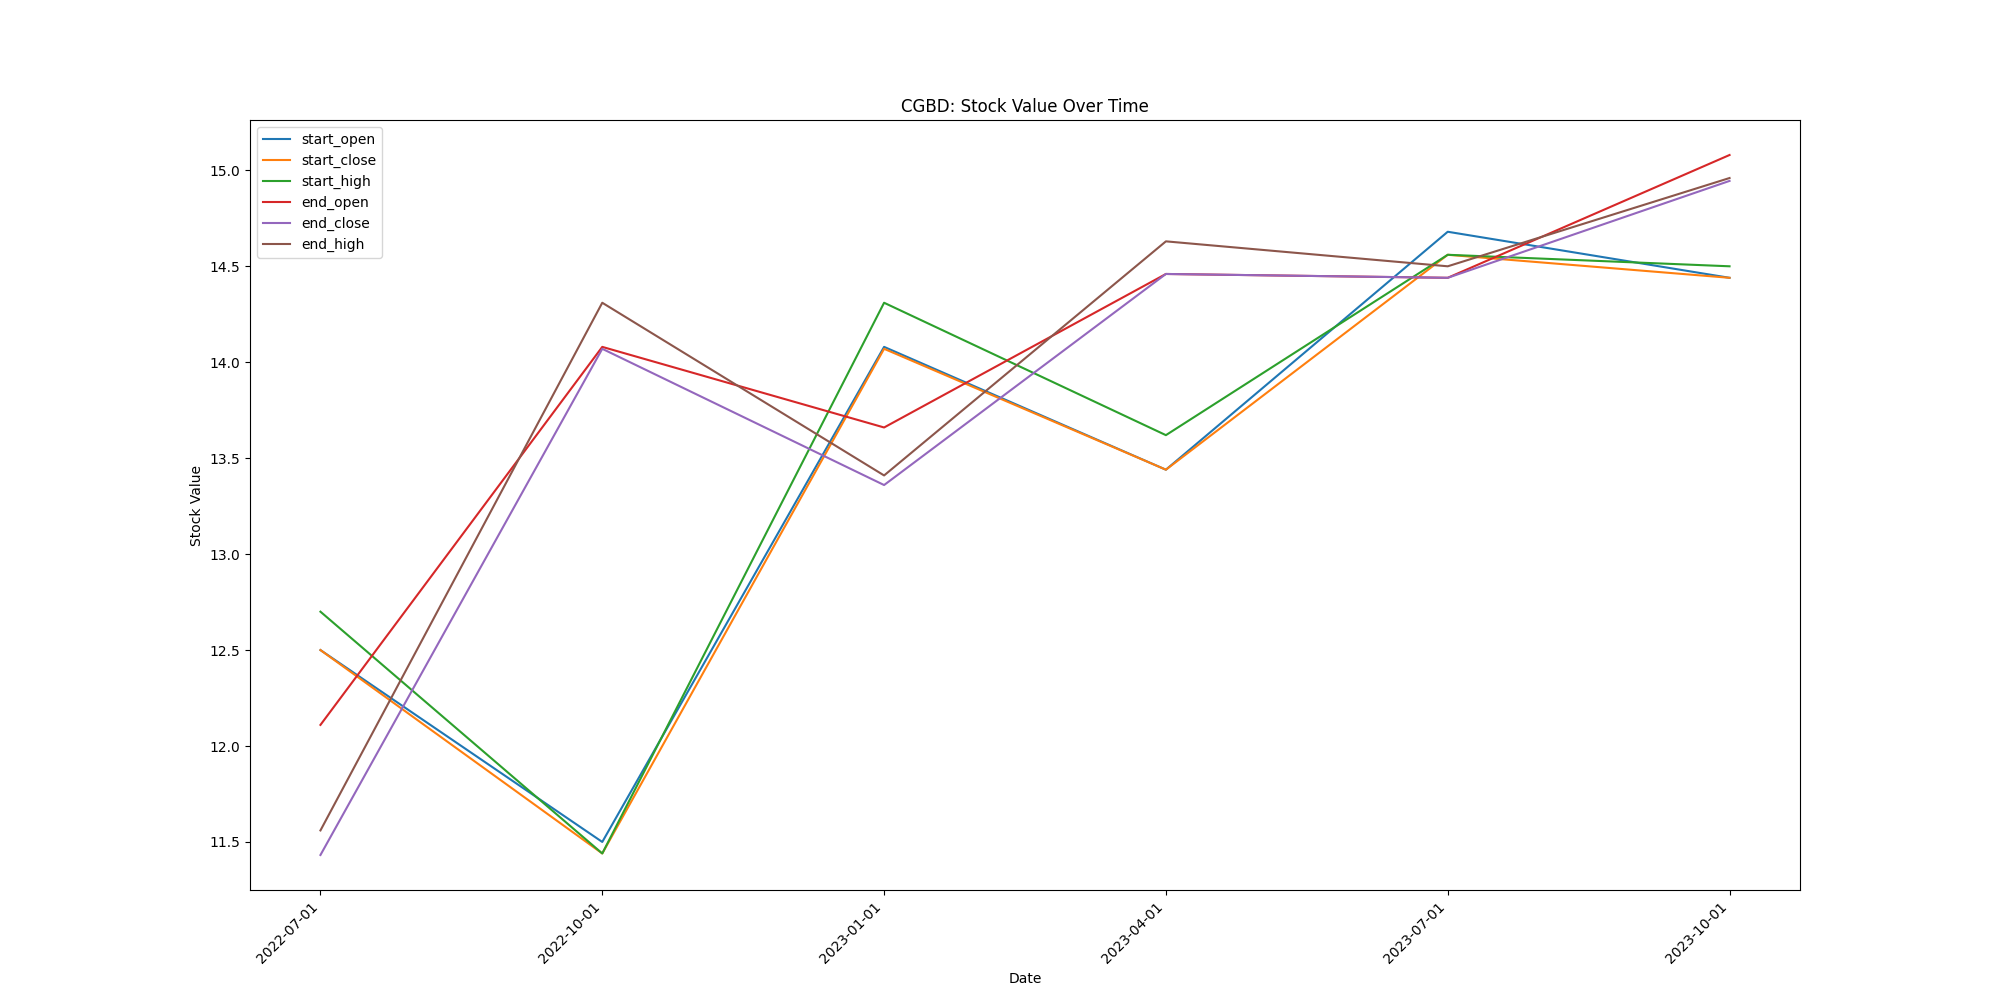 CGBD: Stock Value Over Time
start_open
start_close
start_high
end_open
end_close
end_high
15.0
14.5
14.0
13.5
13.0
12.5
12.0
11.5
Stock Value
2022-07-01
2022-10-01
2023-01-01
2023-04-01
2023-07-01
2023-10-01
Date